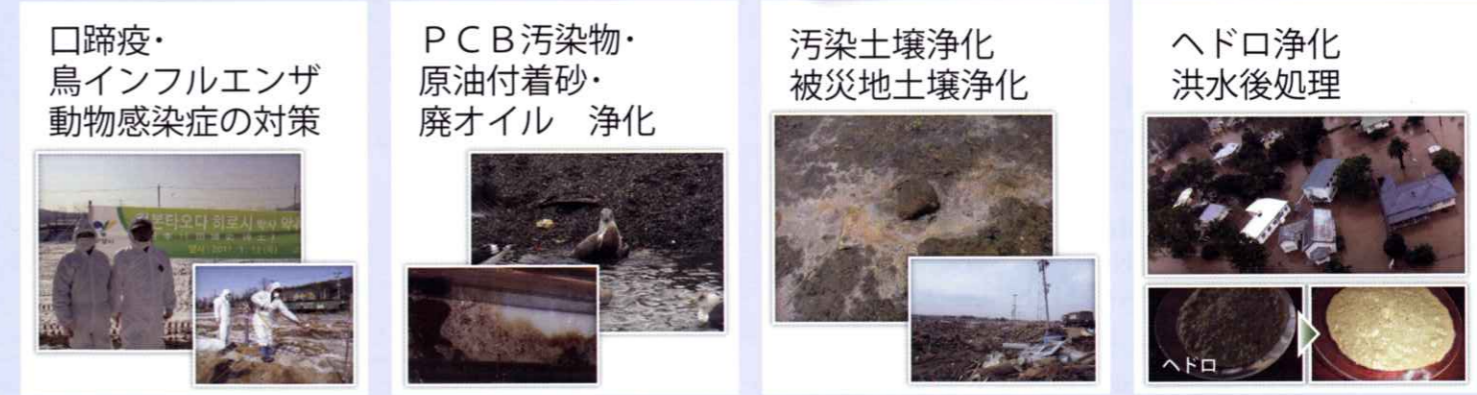 口蹄疫・
鳥インフルエンザ
動物感染症の対策
ＰＣＢ汚染物・
原油付着砂・
廃オイル　浄化
汚染土壌浄化
被災地土壌浄化
ヘドロ浄化
洪水後処理
ヘドロ